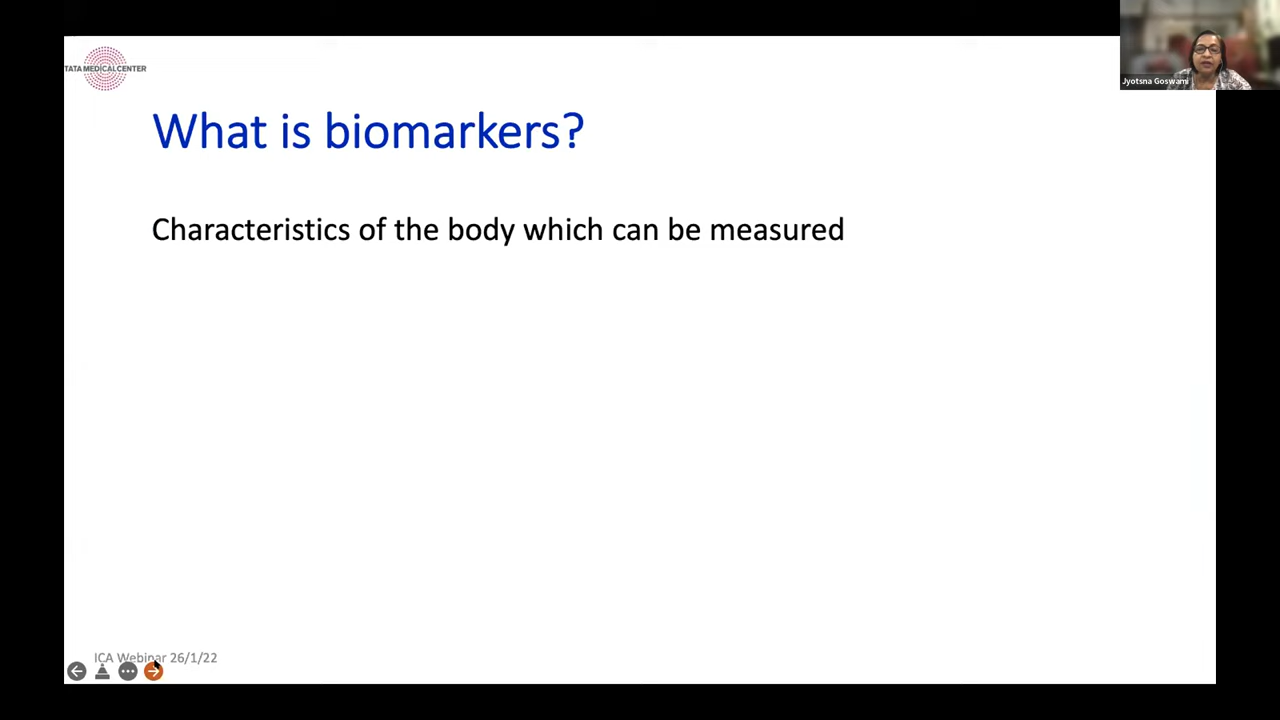 TATA MEDICAL CENTER
Jyotsna Goswami
What is biomarkers?
Characteristics of the body which can be measured
ICA Webinar 26/1/22